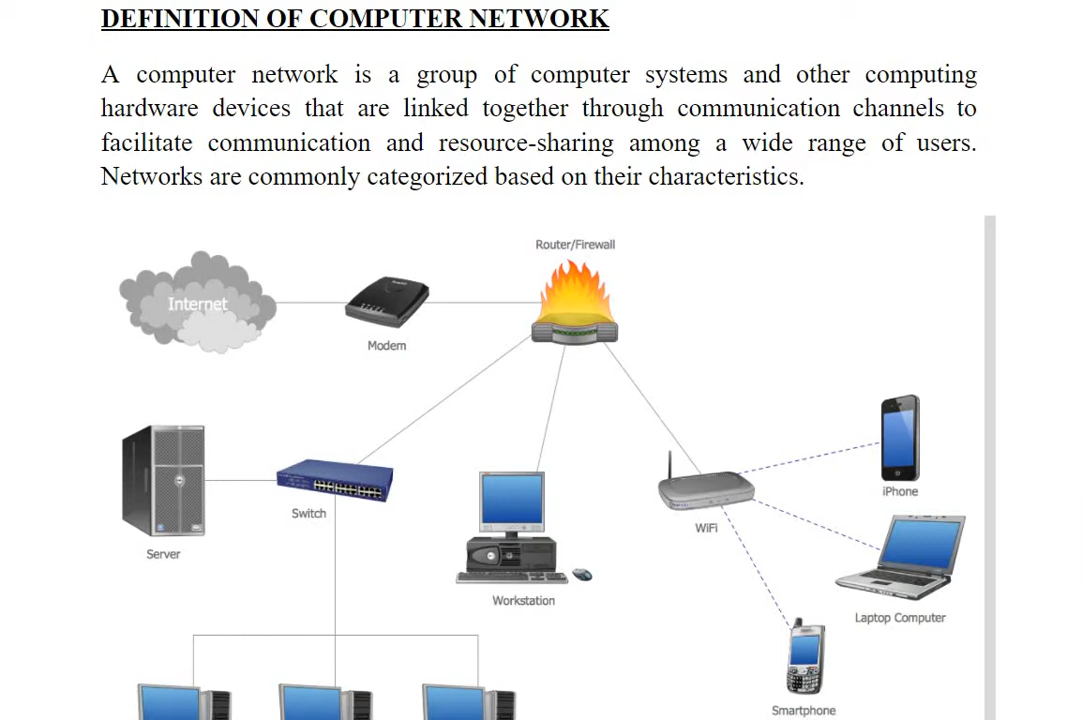 DEFINITION OF COMPUTER NETWORK
A computer network is a group of computer systems and other computing
hardware devices that are linked together through communication channels to
facilitate communication and resource-sharing among a wide range of users.
Networks are commonly categorized based on their characteristics.
Router/Firewall
Internet
Modem
iPhone
Switch
WiFi
Server
Workstation
Laptop Computer
Smartphone